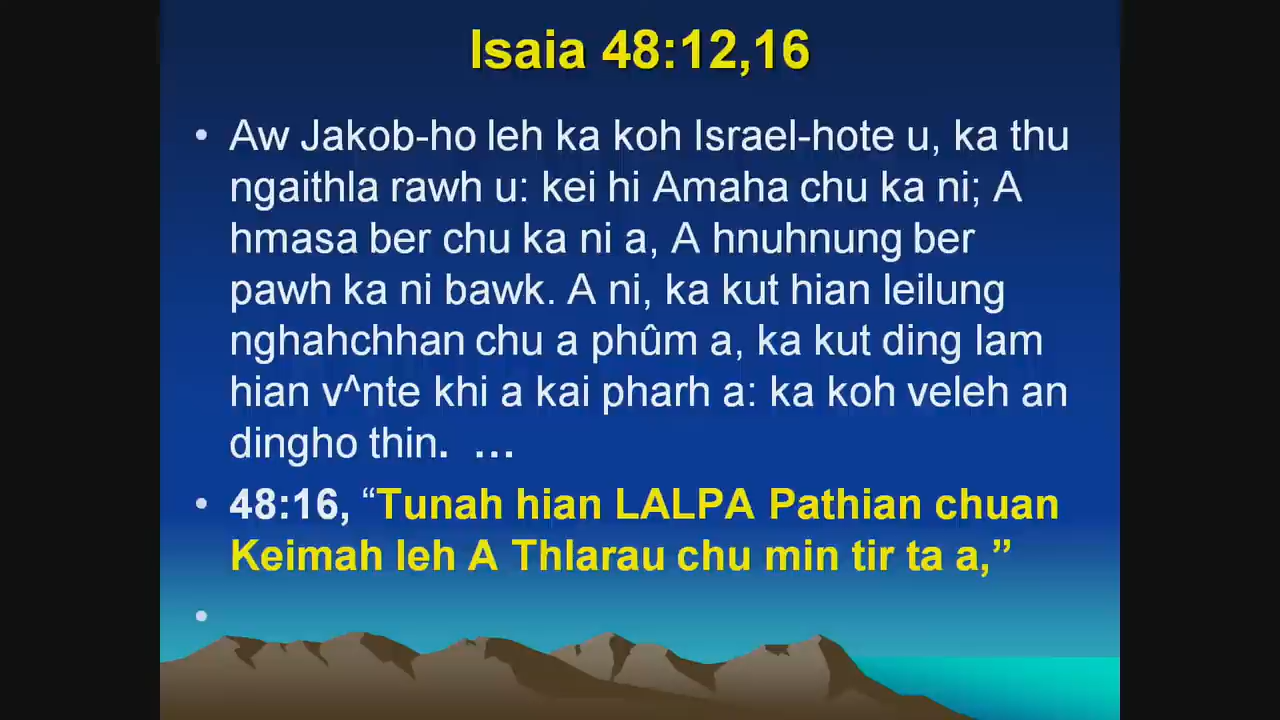 Isaia 48:12,16
• Aw Jakob-ho leh ka koh Israel-hote u, ka thu
ngaithla rawh u: kei hi Amaha chu ka ni; A
hmasa ber chu ka ni a, A hnuhnung ber
pawh ka ni bawk. A ni, ka kut hian leilung
nghahchhan chu a phûm a, ka kut ding lam
hian v^nte khi a kai pharh a: ka koh veleh an
dingho thin. …
• 48:16, “Tunah hian LALPA Pathian chuan
Keimah leh A Thlarau chu min tir ta a,”
•